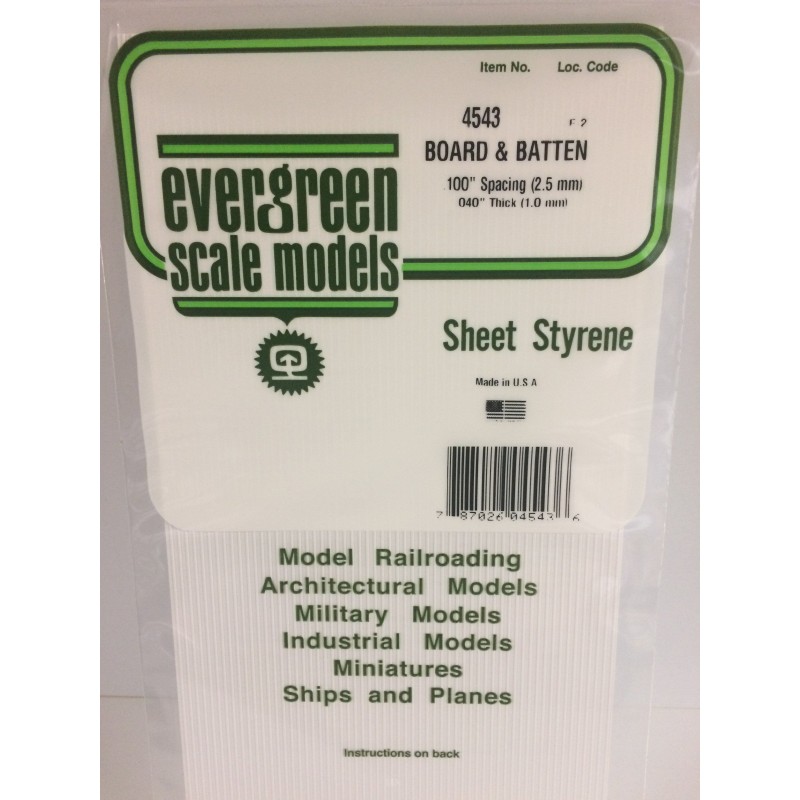 Item No. Loc. Code
4543 F 2
BOARD & BATTEN
.100" Spacing (2.5 mm)
.040" Thick (1.0 mm)
evergreen
scale models
Sheet Styrene
Made in U.S.A
7 87026 04543 6
Model Railroading
Architectural Models
Military Models
Industrial Models
Miniatures
Ships and Planes
Instructions on back